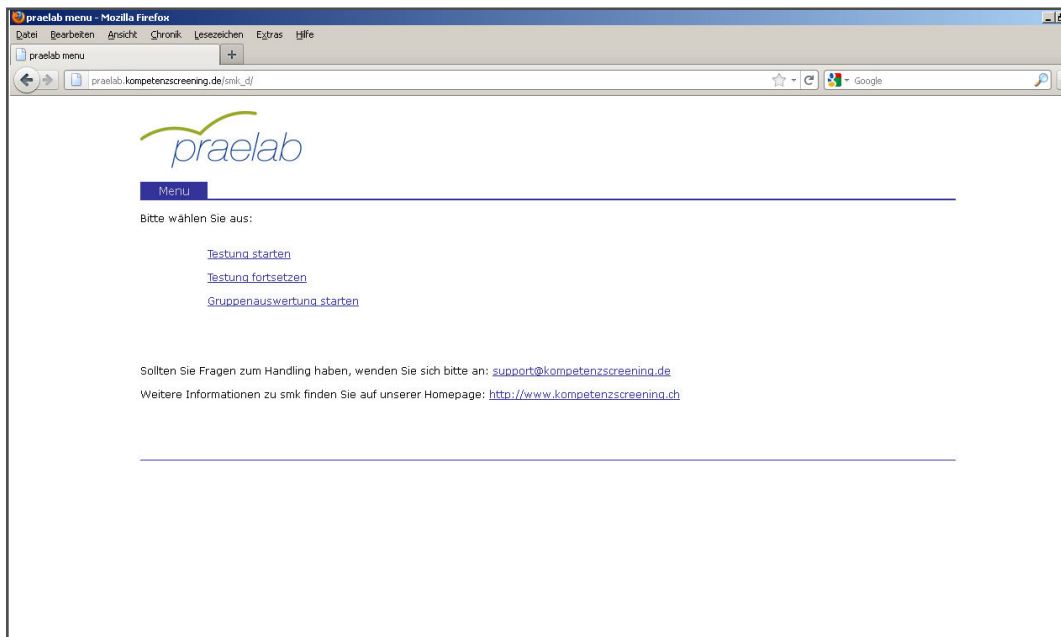 praelab menu - Mozilla Firefox
Datei Bearbeiten Ansicht Chronik Lesezeichen Extras Hilfe
praelab menu +
praelab.kompetenzscreening.de/smk_d/ Google
praelab
Menu
Bitte wählen Sie aus:
Testung starten
Testung fortsetzen
Gruppenauswertung starten
Sollten Sie Fragen zum Handling haben, wenden Sie sich bitte an: support@kompetenzscreening.de
Weitere Informationen zu smk finden Sie auf unserer Homepage: http://www.kompetenzscreening.ch